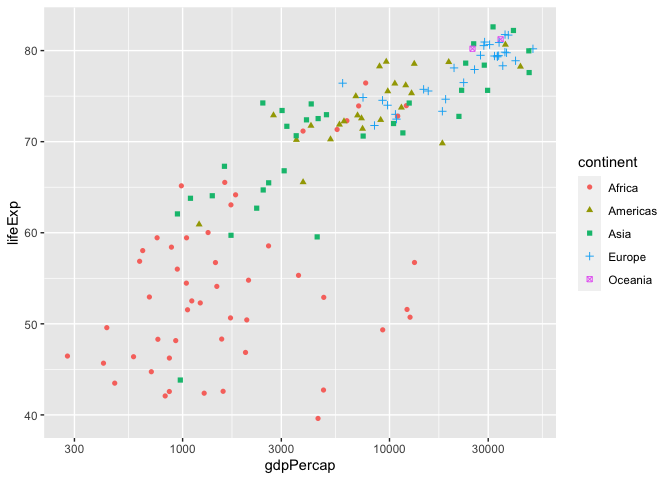 80
70
60
50
40
lifeExp
300
1000
3000
10000
30000
gdpPercap
continent
Africa
Americas
Asia
Europe
Oceania